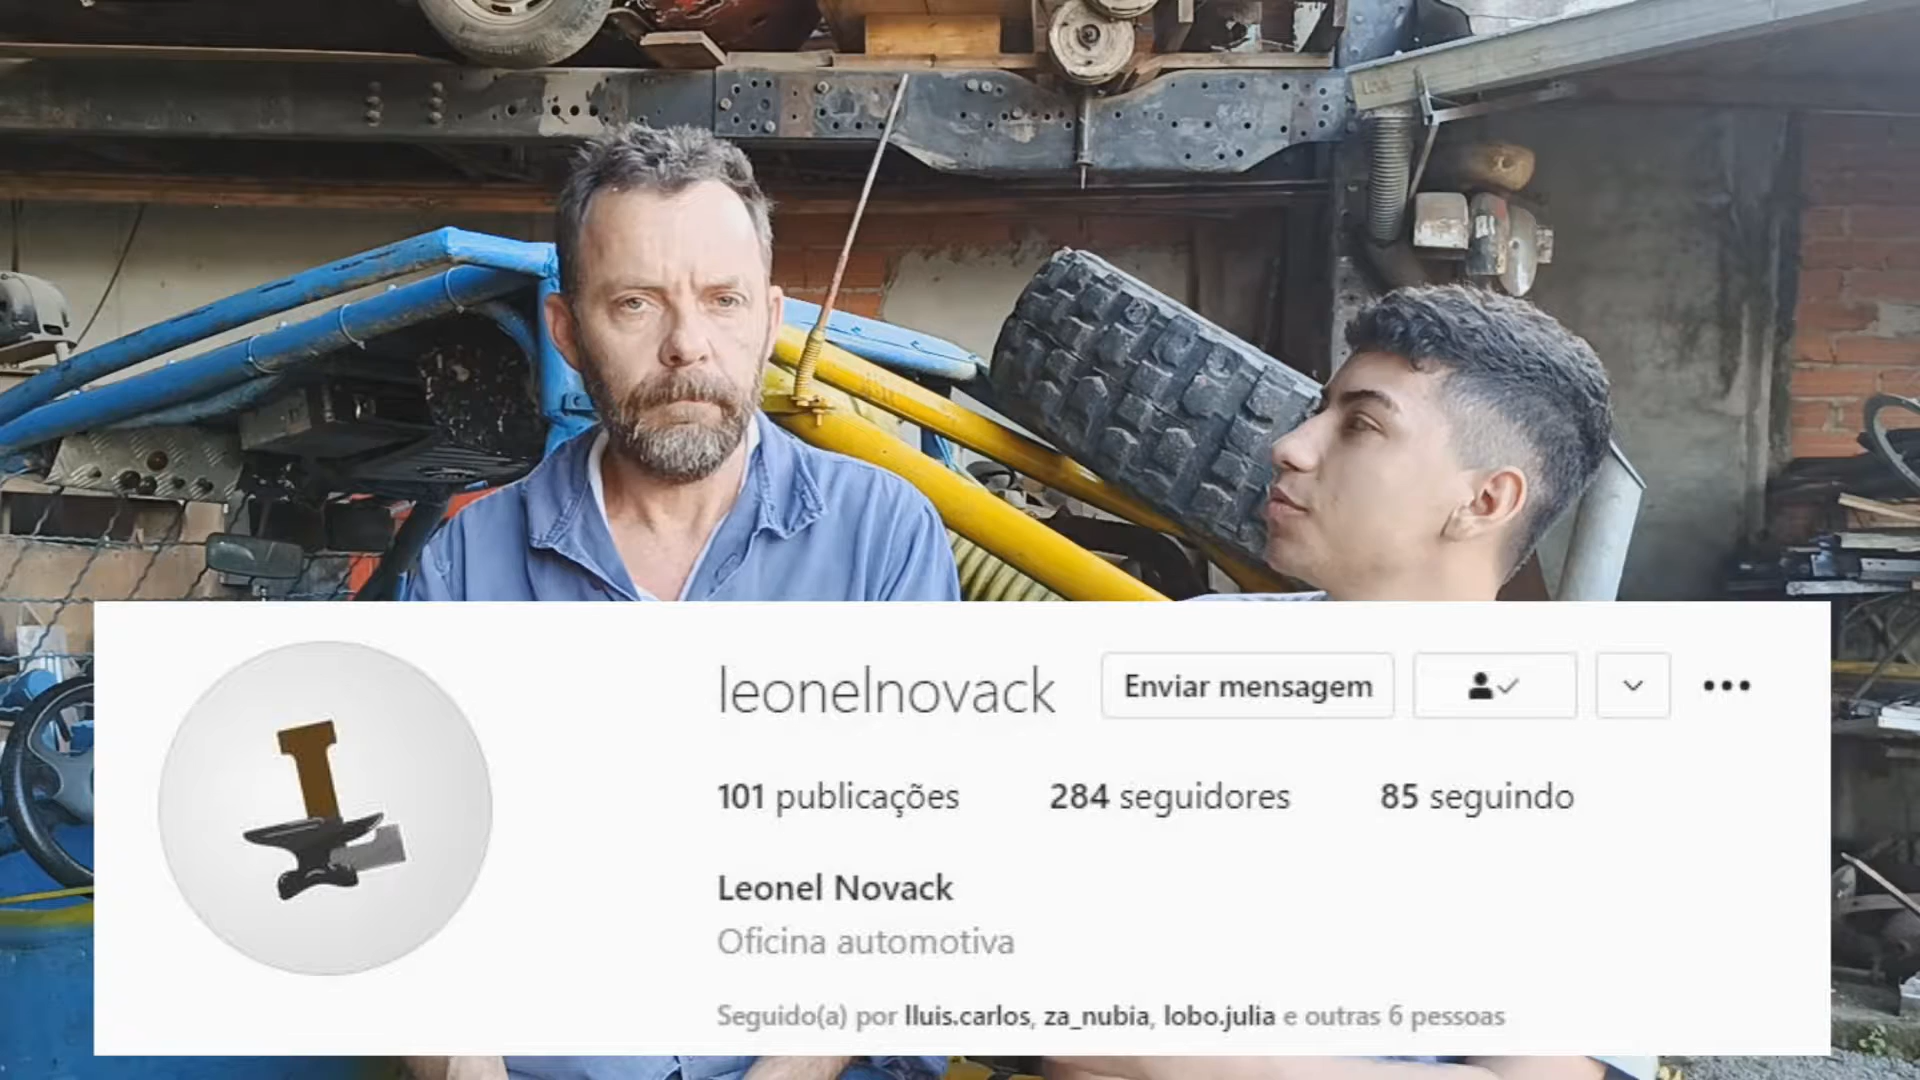 leonelnovack
Enviar mensagem
101 publicações 284 seguidores 85 seguindo
Leonel Novack
Oficina automotiva
Seguido(a) por lluis.carlos, za_nubia, lobo.julia e outras 6 pessoas